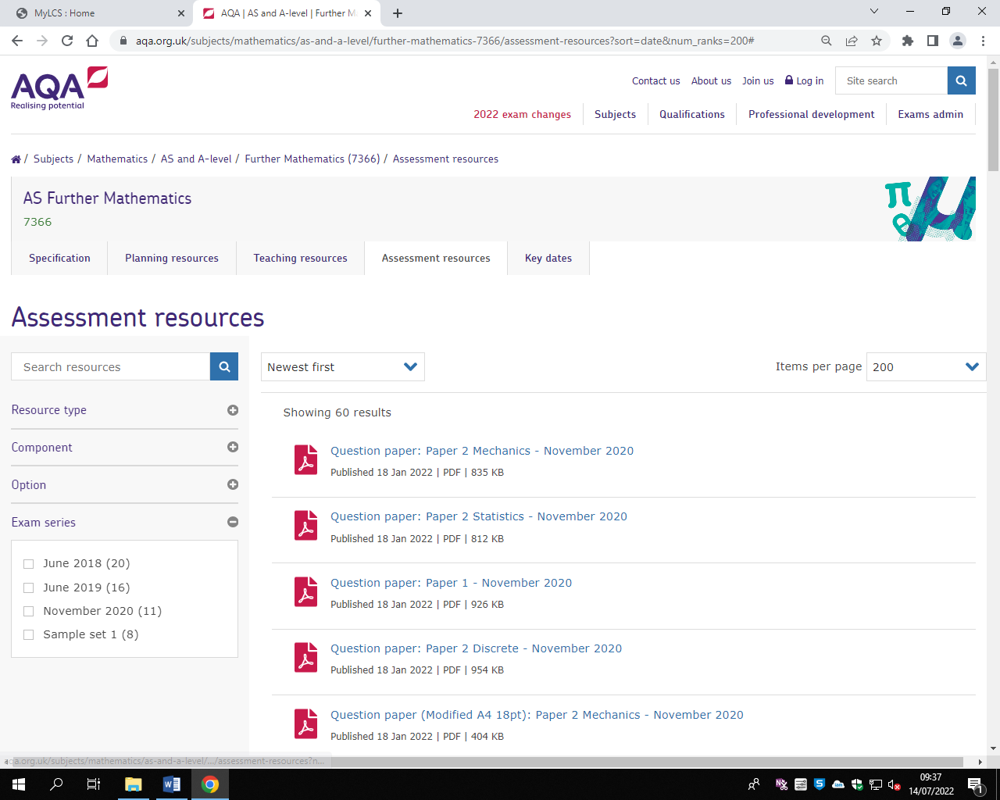 MyLCS : Home
AQA | AS and A-level | Further M
aqa.org.uk/subjects/mathematics/as-and-a-level/further-mathematics-7366/assessment-resources?sort=date&num_ranks=200#
AQA
Realising potential
Contact us
About us
Join us
Log in
Site search
2022 exam changes
Subjects
Qualifications
Professional development
Exams admin
/ Subjects / Mathematics / AS and A-level / Further Mathematics (7366) / Assessment resources
AS Further Mathematics
7366
π
e
μ
Specification
Planning resources
Teaching resources
Assessment resources
Key dates
Assessment resources
Search resources
Resource type
Component
Option
Exam series
June 2018 (20)
June 2019 (16)
November 2020 (11)
Sample set 1 (8)
Newest first
Items per page
200
Showing 60 results
Question paper: Paper 2 Mechanics - November 2020
Published 18 Jan 2022 | PDF | 835 KB
Question paper: Paper 2 Statistics - November 2020
Published 18 Jan 2022 | PDF | 812 KB
Question paper: Paper 1 - November 2020
Published 18 Jan 2022 | PDF | 926 KB
Question paper: Paper 2 Discrete - November 2020
Published 18 Jan 2022 | PDF | 954 KB
Question paper (Modified A4 18pt): Paper 2 Mechanics - November 2020
Published 18 Jan 2022 | PDF | 404 KB
aqa.org.uk/subjects/mathematics/as-and-a-level/.../assessment-resources?n...
09:37
14/07/2022
1